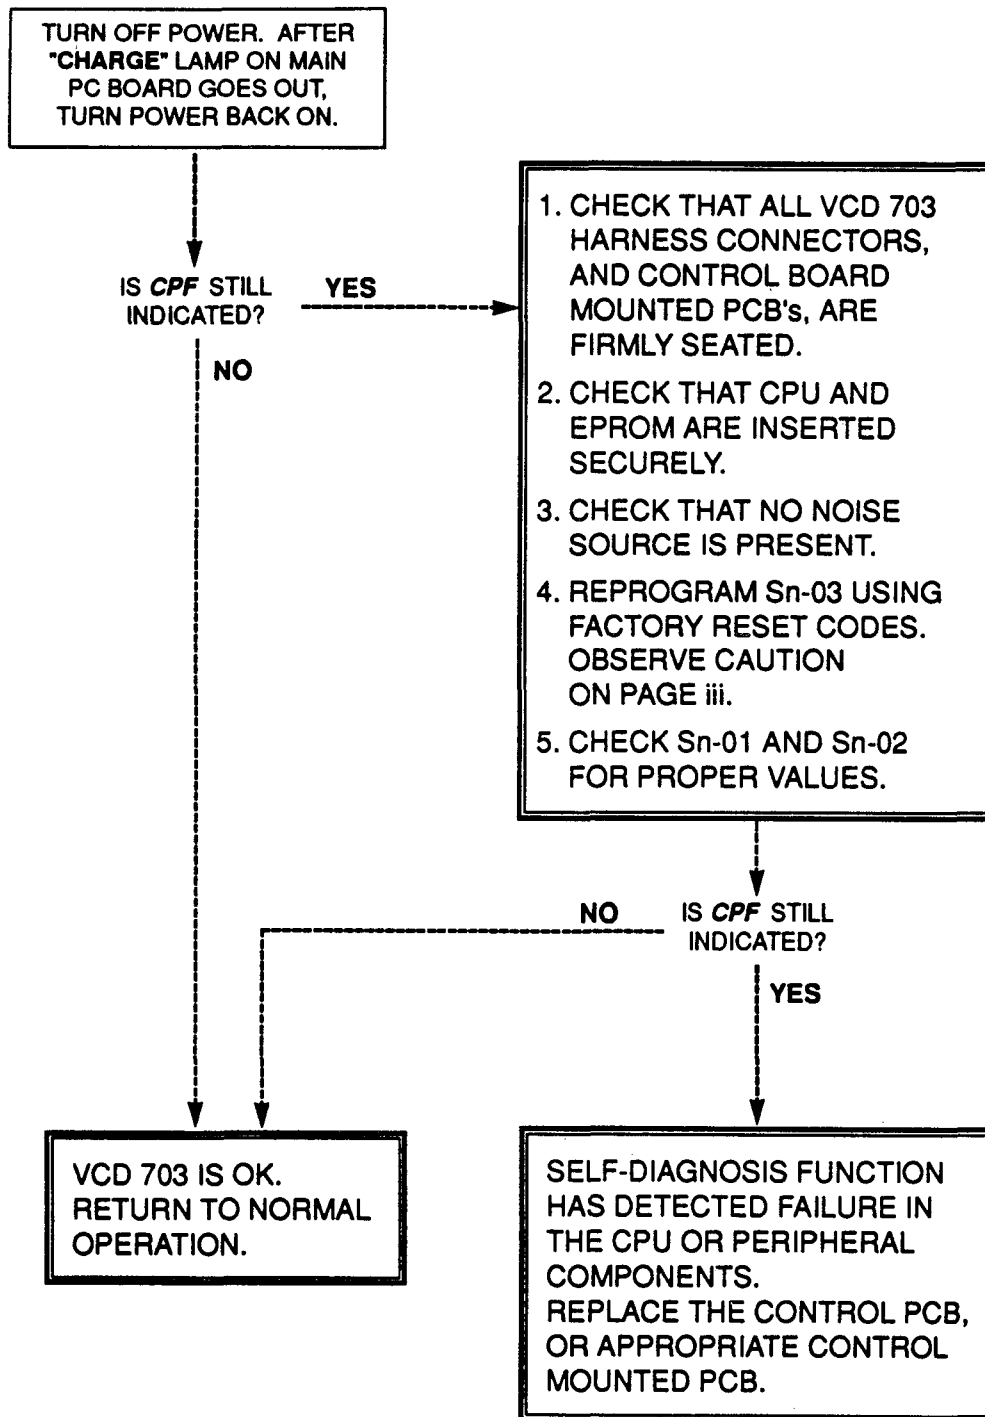 TURN OFF POWER. AFTER
"CHARGE" LAMP ON MAIN
PC BOARD GOES OUT,
TURN POWER BACK ON.
IS CPF STILL
INDICATED?
YES
NO
1. CHECK THAT ALL VCD 703
HARNESS CONNECTORS,
AND CONTROL BOARD
MOUNTED PCB's, ARE
FIRMLY SEATED.
2. CHECK THAT CPU AND
EPROM ARE INSERTED
SECURELY.
3. CHECK THAT NO NOISE
SOURCE IS PRESENT.
4. REPROGRAM Sn-03 USING
FACTORY RESET CODES.
OBSERVE CAUTION
ON PAGE iii.
5. CHECK Sn-01 AND Sn-02
FOR PROPER VALUES.
NO
IS CPF STILL
INDICATED?
YES
VCD 703 IS OK.
RETURN TO NORMAL
OPERATION.
SELF-DIAGNOSIS FUNCTION
HAS DETECTED FAILURE IN
THE CPU OR PERIPHERAL
COMPONENTS.
REPLACE THE CONTROL PCB,
OR APPROPRIATE CONTROL
MOUNTED PCB.